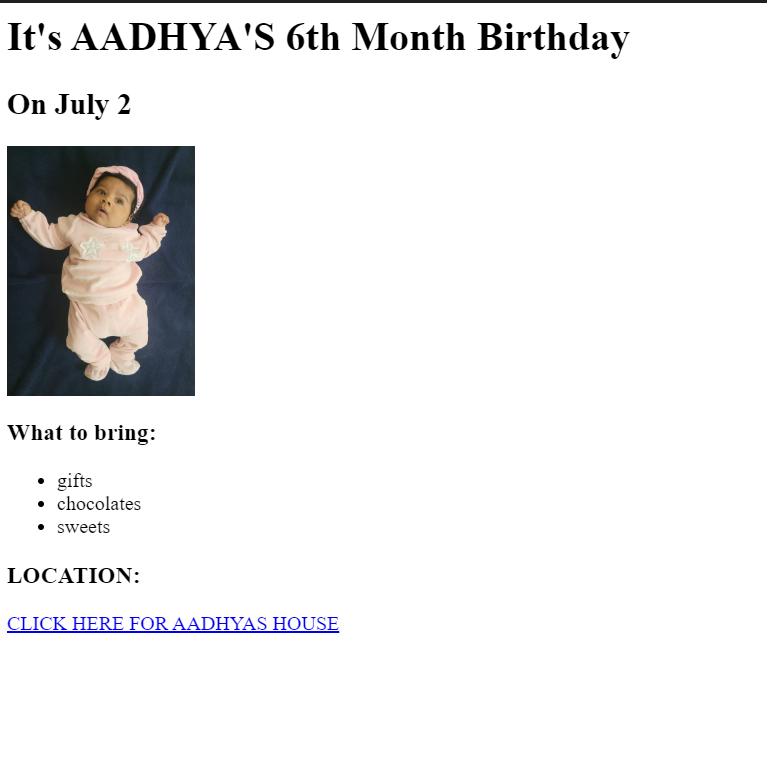 It's AADHYA'S 6th Month Birthday
On July 2
What to bring:
gifts
chocolates
sweets
LOCATION:
CLICK HERE FOR AADHYAS HOUSE